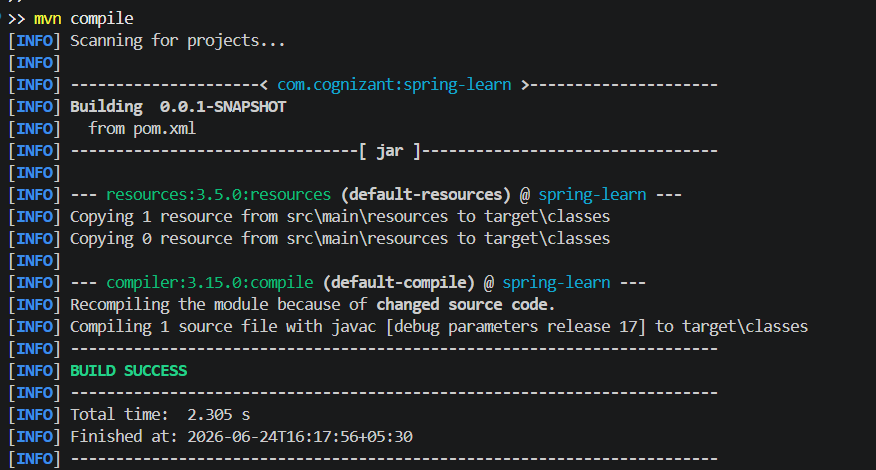 >> mvn compile
[INFO] Scanning for projects...
[INFO]
[INFO] ---------------------< com.cognizant:spring-learn >---------------------
[INFO] Building  0.0.1-SNAPSHOT
[INFO]   from pom.xml
[INFO] --------------------------------[ jar ]---------------------------------
[INFO]
[INFO] --- resources:3.5.0:resources (default-resources) @ spring-learn ---
[INFO] Copying 1 resource from src\main\resources to target\classes
[INFO] Copying 0 resource from src\main\resources to target\classes
[INFO]
[INFO] --- compiler:3.15.0:compile (default-compile) @ spring-learn ---
[INFO] Recompiling the module because of changed source code.
[INFO] Compiling 1 source file with javac [debug parameters release 17] to target\classes
[INFO] ------------------------------------------------------------------------
[INFO] BUILD SUCCESS
[INFO] ------------------------------------------------------------------------
[INFO] Total time:  2.305 s
[INFO] Finished at: 2026-06-24T16:17:56+05:30
[INFO] ------------------------------------------------------------------------